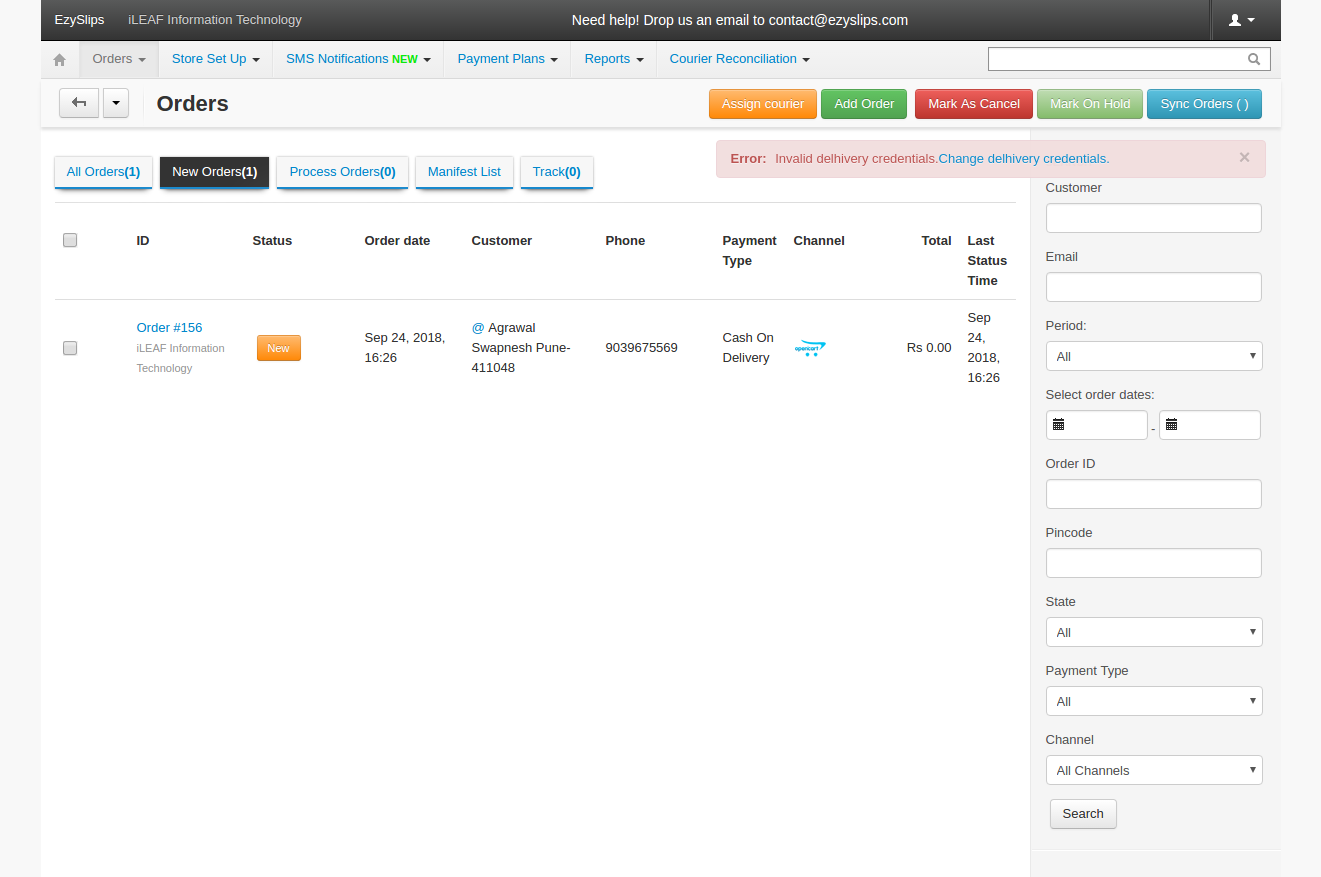 EzySlips iLEAF Information Technology Need help! Drop us an email to contact@ezyslips.com
Orders Store Set Up SMS Notifications NEW Payment Plans Reports Courier Reconciliation
Orders Assign courier Add Order Mark As Cancel Mark On Hold Sync Orders ( )
Error: Invalid delhivery credentials.Change delhivery credentials. ×
All Orders(1) New Orders(1) Process Orders(0) Manifest List Track(0)
ID Status Order date Customer Phone Payment Type Channel Total Last Status Time
Order #156
iLEAF Information
Technology
New
Sep 24, 2018,
16:26
@ Agrawal
Swapnesh Pune-
411048
9039675569
Cash On
Delivery
opencart
Rs 0.00
Sep
24,
2018,
16:26
Customer
Email
Period:
All
Select order dates:
-
Order ID
Pincode
State
All
Payment Type
All
Channel
All Channels
Search